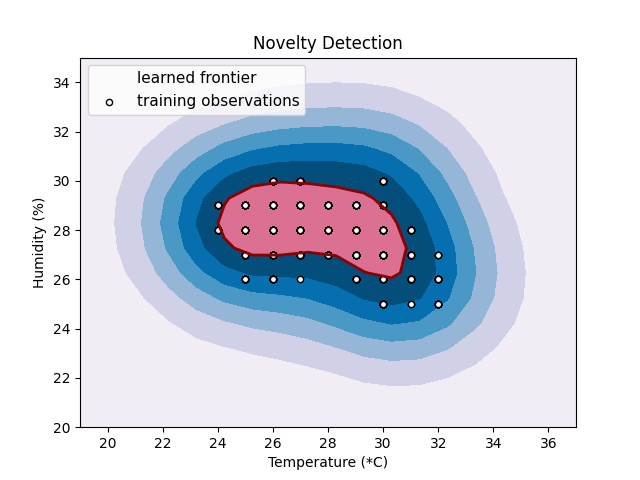 Novelty Detection
learned frontier
training observations
34
32
30
28
26
24
22
20
Humidity (%)
20 22 24 26 28 30 32 34 36
Temperature (*C)